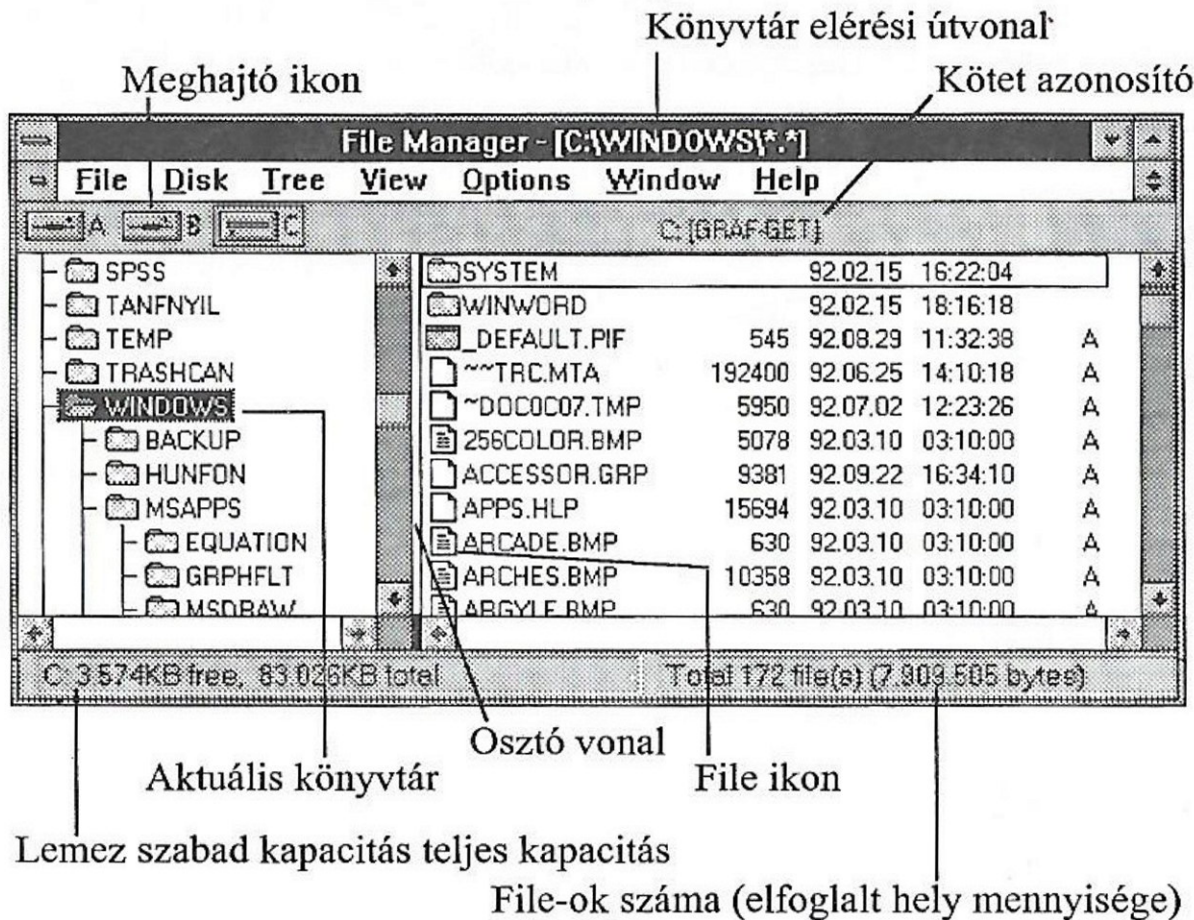 Könyvtár elérési útvonal
Meghajtó ikon
Kötet azonosító
File Manager - [C:\WINDOWS\*.*]
File Disk Tree View Options Window Help
A B C C: [GRAF-GET]
SPSS
TANFNYIL
TEMP
TRASHCAN
WINDOWS
BACKUP
HUNFON
MSAPPS
EQUATION
GRPHFLT
MSDRAW
SYSTEM 92.02.15 16:22:04
WINWORD 92.02.15 18:16:18
_DEFAULT.PIF 545 92.08.29 11:32:38 A
~~TRC.MTA 192400 92.06.25 14:10:18 A
~DOC0C07.TMP 5950 92.07.02 12:23:26 A
256COLOR.BMP 5078 92.03.10 03:10:00 A
ACCESSOR.GRP 9381 92.09.22 16:34:10 A
APPS.HLP 15694 92.03.10 03:10:00 A
ARCADE.BMP 630 92.03.10 03:10:00 A
ARCHES.BMP 10358 92.03.10 03:10:00 A
ARGYLE.BMP 630 92.03.10 03:10:00 A
C: 3.574KB free, 83.026KB total
Total 172 file(s) (7.909.505 bytes)
Osztó vonal
Aktuális könyvtár
File ikon
Lemez szabad kapacitás teljes kapacitás
File-ok száma (elfoglalt hely mennyisége)